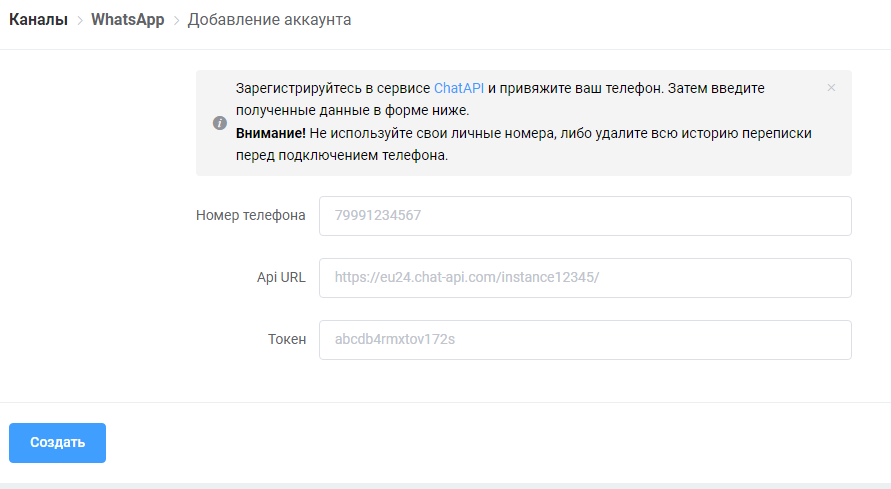 Каналы > WhatsApp > Добавление аккаунта
Зарегистрируйтесь в сервисе ChatAPI и привяжите ваш телефон. Затем введите
полученные данные в форме ниже.
Внимание! Не используйте свои личные номера, либо удалите всю историю переписки
перед подключением телефона.
Номер телефона 79991234567
Api URL https://eu24.chat-api.com/instance12345/
Токен abcdb4rmxtov172s
Создать